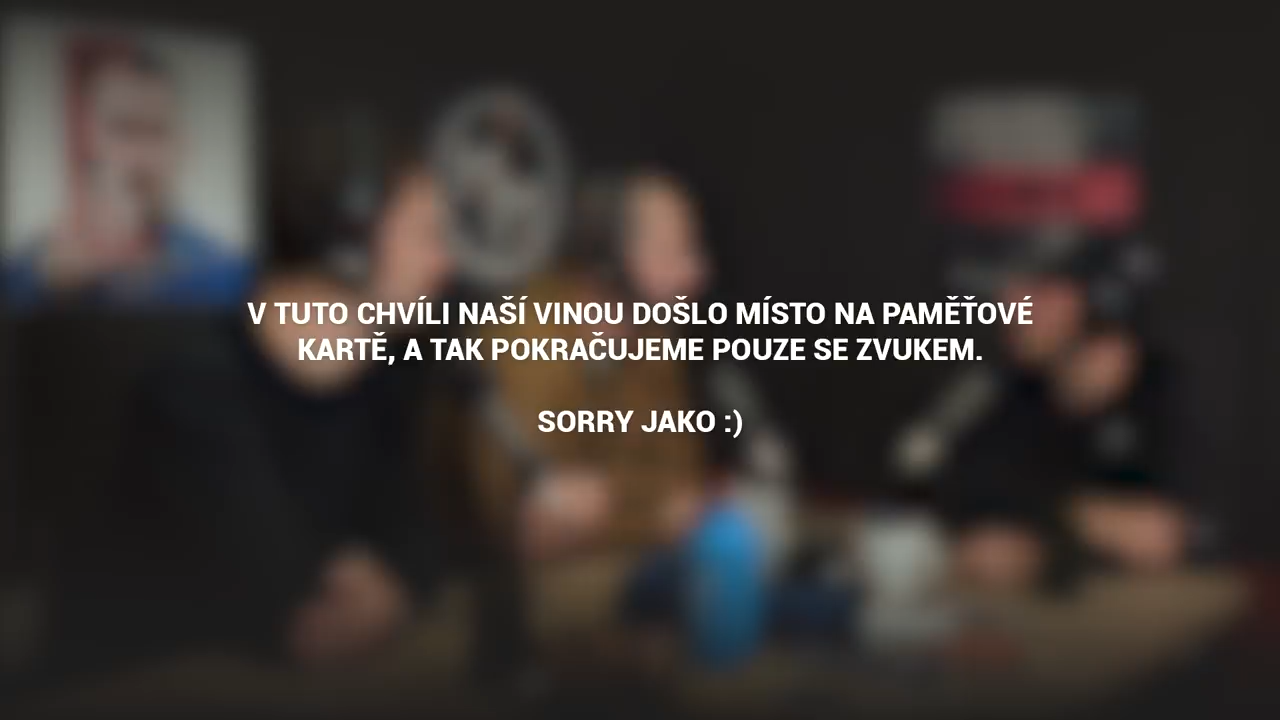 V TUTO CHVÍLI NAŠÍ VINOU DOŠLO MÍSTO NA PAMĚŤOVÉ
KARTĚ, A TAK POKRAČUJEME POUZE SE ZVUKEM.
SORRY JAKO :)